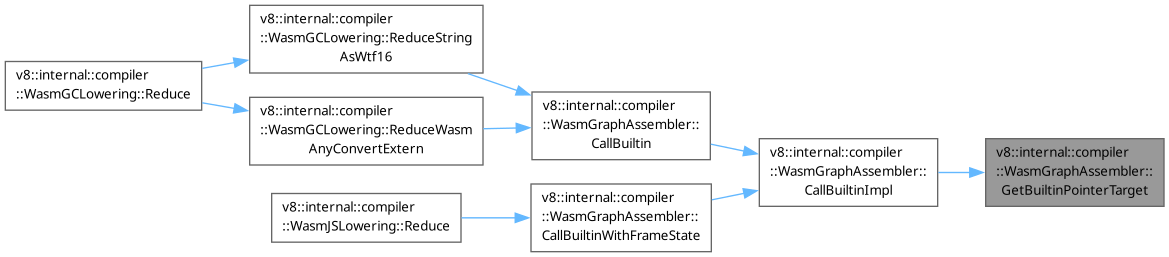 v8::internal::compiler
::WasmGCLowering::Reduce
v8::internal::compiler
::WasmGCLowering::ReduceString
AsWtf16
v8::internal::compiler
::WasmGCLowering::ReduceWasm
AnyConvertExtern
v8::internal::compiler
::WasmJSLowering::Reduce
v8::internal::compiler
::WasmGraphAssembler::
CallBuiltin
v8::internal::compiler
::WasmGraphAssembler::
CallBuiltinWithFrameState
v8::internal::compiler
::WasmGraphAssembler::
CallBuiltinImpl
v8::internal::compiler
::WasmGraphAssembler::
GetBuiltinPointerTarget